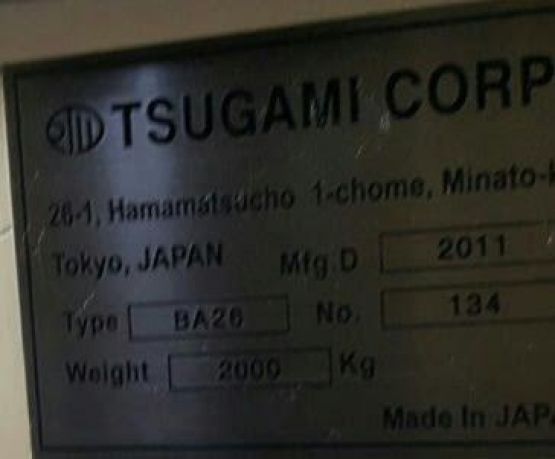 TSUGAMI CORP
26-1, Hamamatsucho 1-chome, Minato-k
Tokyo, JAPAN Mfg.D 2011
Type BA26 No. 134
Weight 2000 Kg
Made In JAPA